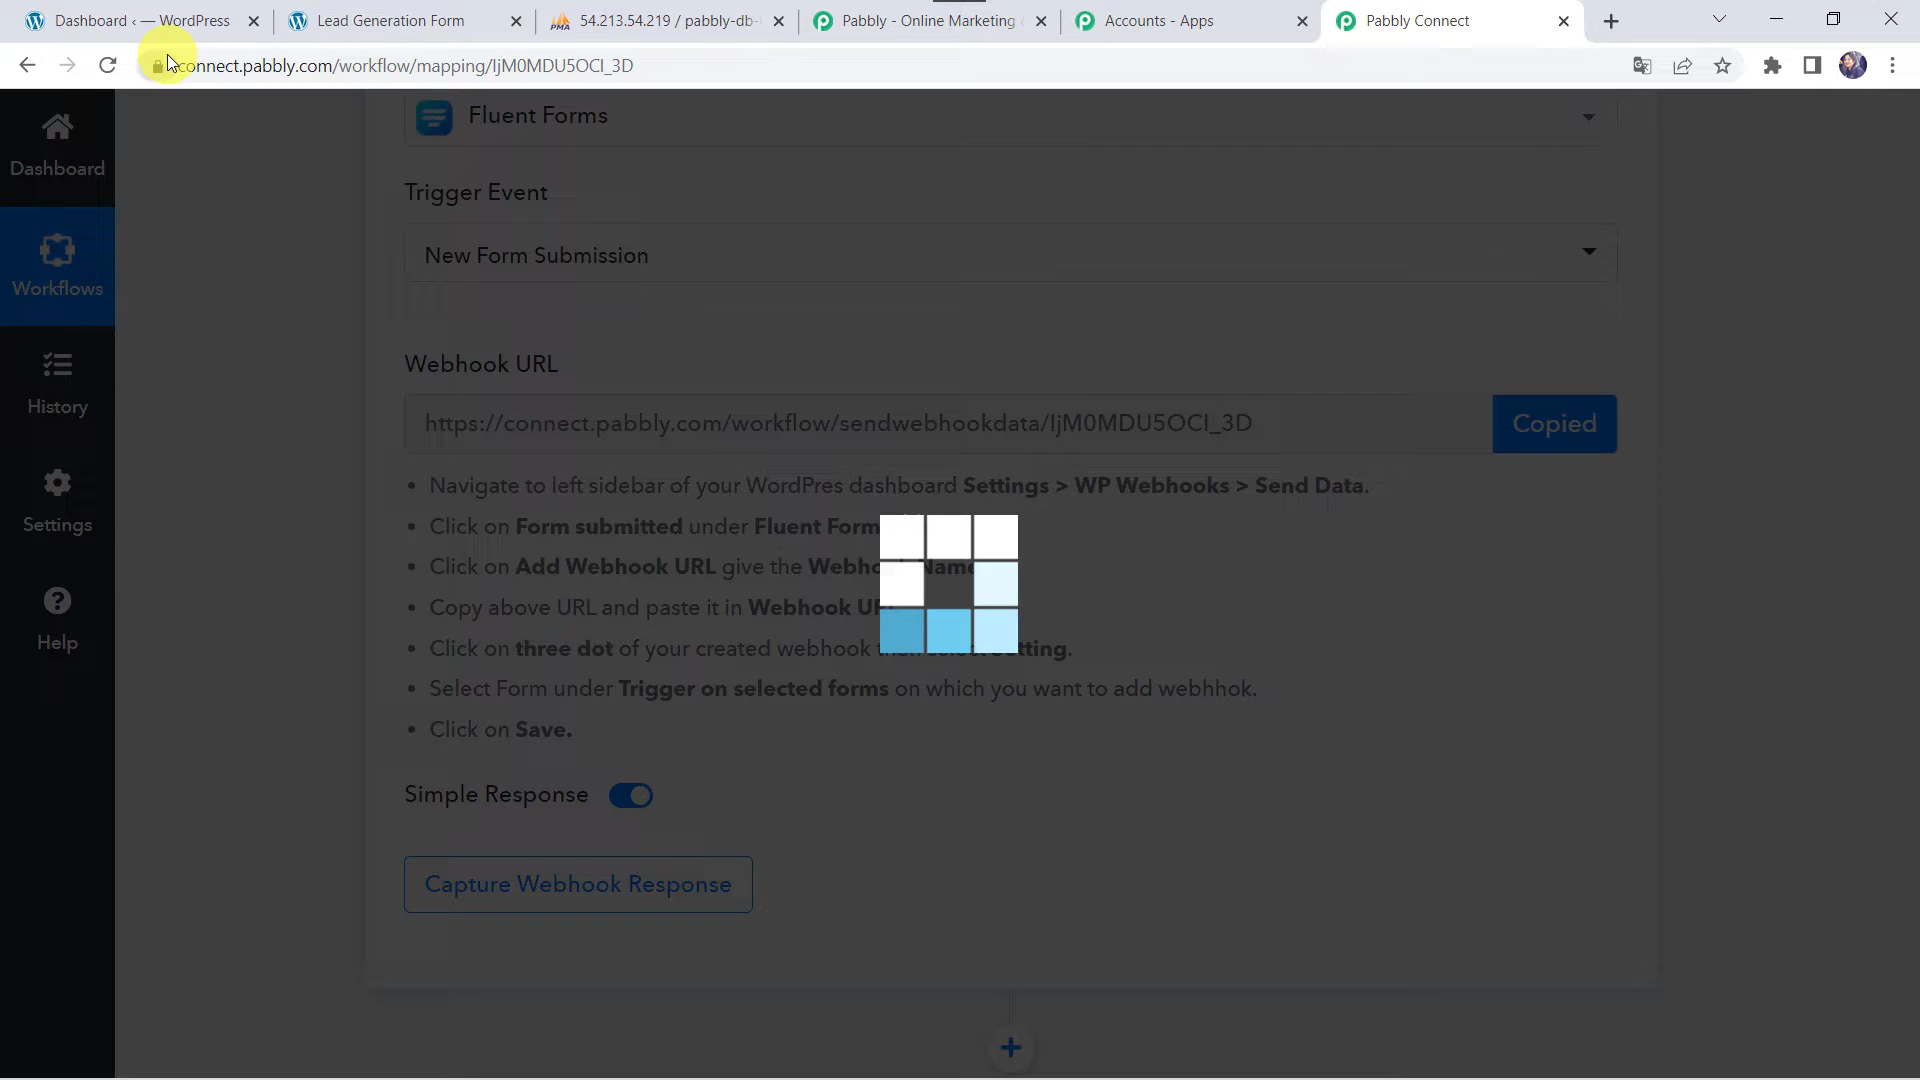 Dashboard ‹ — WordPress
Lead Generation Form
PMA
54.213.54.219 / pabbly-db-
Pabbly - Online Marketing
Accounts - Apps
Pabbly Connect
connect.pabbly.com/workflow/mapping/IjM0MDU5OCI_3D
Fluent Forms
Dashboard
Trigger Event
New Form Submission
Workflows
Webhook URL
https://connect.pabbly.com/workflow/sendwebhookdata/IjM0MDU5OCI_3D
Copied
History
• Navigate to left sidebar of your WordPres dashboard Settings > WP Webhooks > Send Data.
• Click on Form submitted under Fluent Form
Settings
• Click on Add Webhook URL give the Webhook Name
• Copy above URL and paste it in Webhook
Help
• Click on three dot of your created webhook then select Setting.
• Select Form under Trigger on selected forms on which you want to add webhhok.
• Click on Save.
Simple Response
Capture Webhook Response